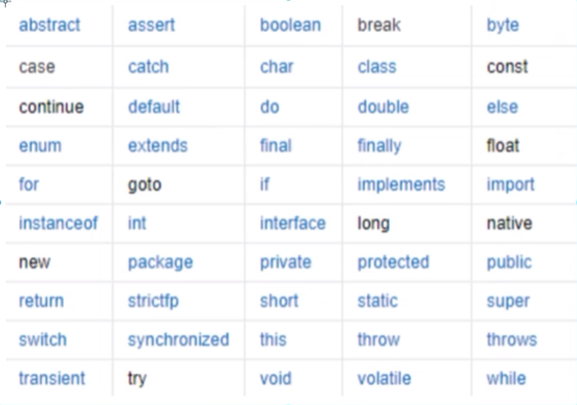 abstract assert boolean break byte
case catch char class const
continue default do double else
enum extends final finally float
for goto if implements import
instanceof int interface long native
new package private protected public
return strictfp short static super
switch synchronized this throw throws
transient try void volatile while